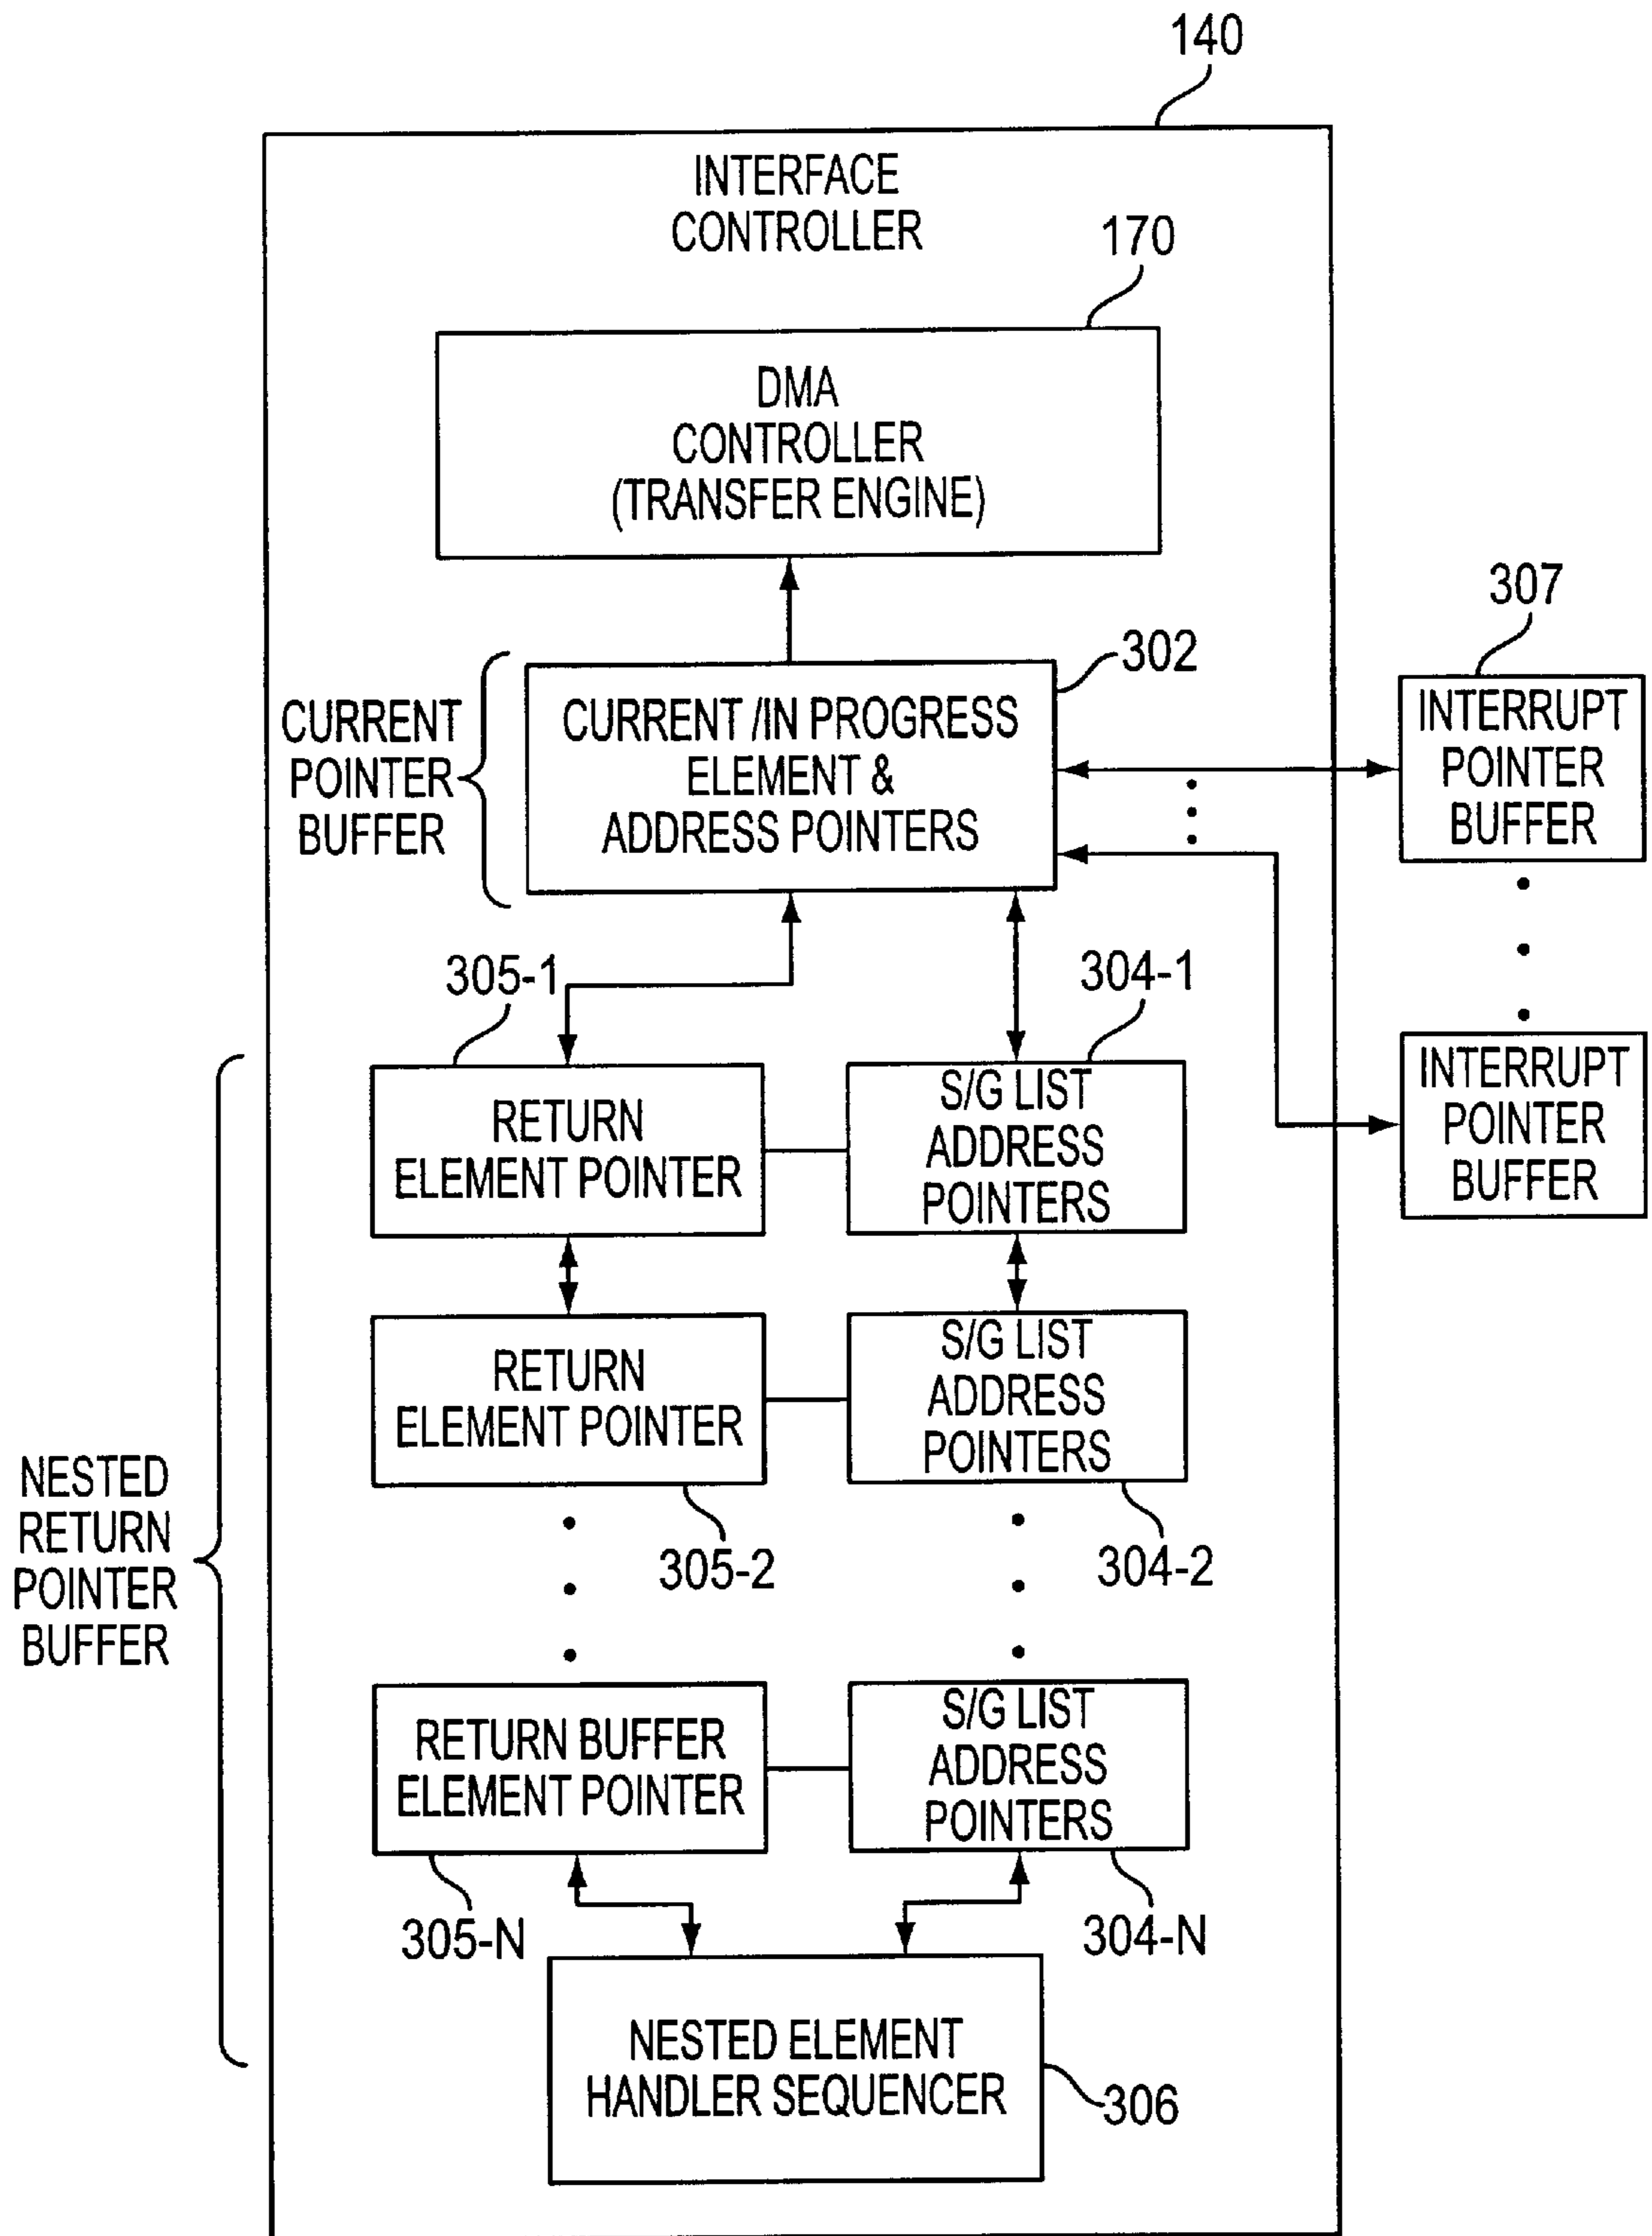 140
INTERFACE
CONTROLLER
170
DMA
CONTROLLER
(TRANSFER ENGINE)
307
302
CURRENT
POINTER
BUFFER
CURRENT /IN PROGRESS
ELEMENT &
ADDRESS POINTERS
INTERRUPT
POINTER
BUFFER
305-1
304-1
RETURN
ELEMENT POINTER
S/G LIST
ADDRESS
POINTERS
INTERRUPT
POINTER
BUFFER
RETURN
ELEMENT POINTER
S/G LIST
ADDRESS
POINTERS
NESTED
RETURN
POINTER
BUFFER
305-2
304-2
RETURN BUFFER
ELEMENT POINTER
S/G LIST
ADDRESS
POINTERS
305-N
304-N
NESTED ELEMENT
HANDLER SEQUENCER
306